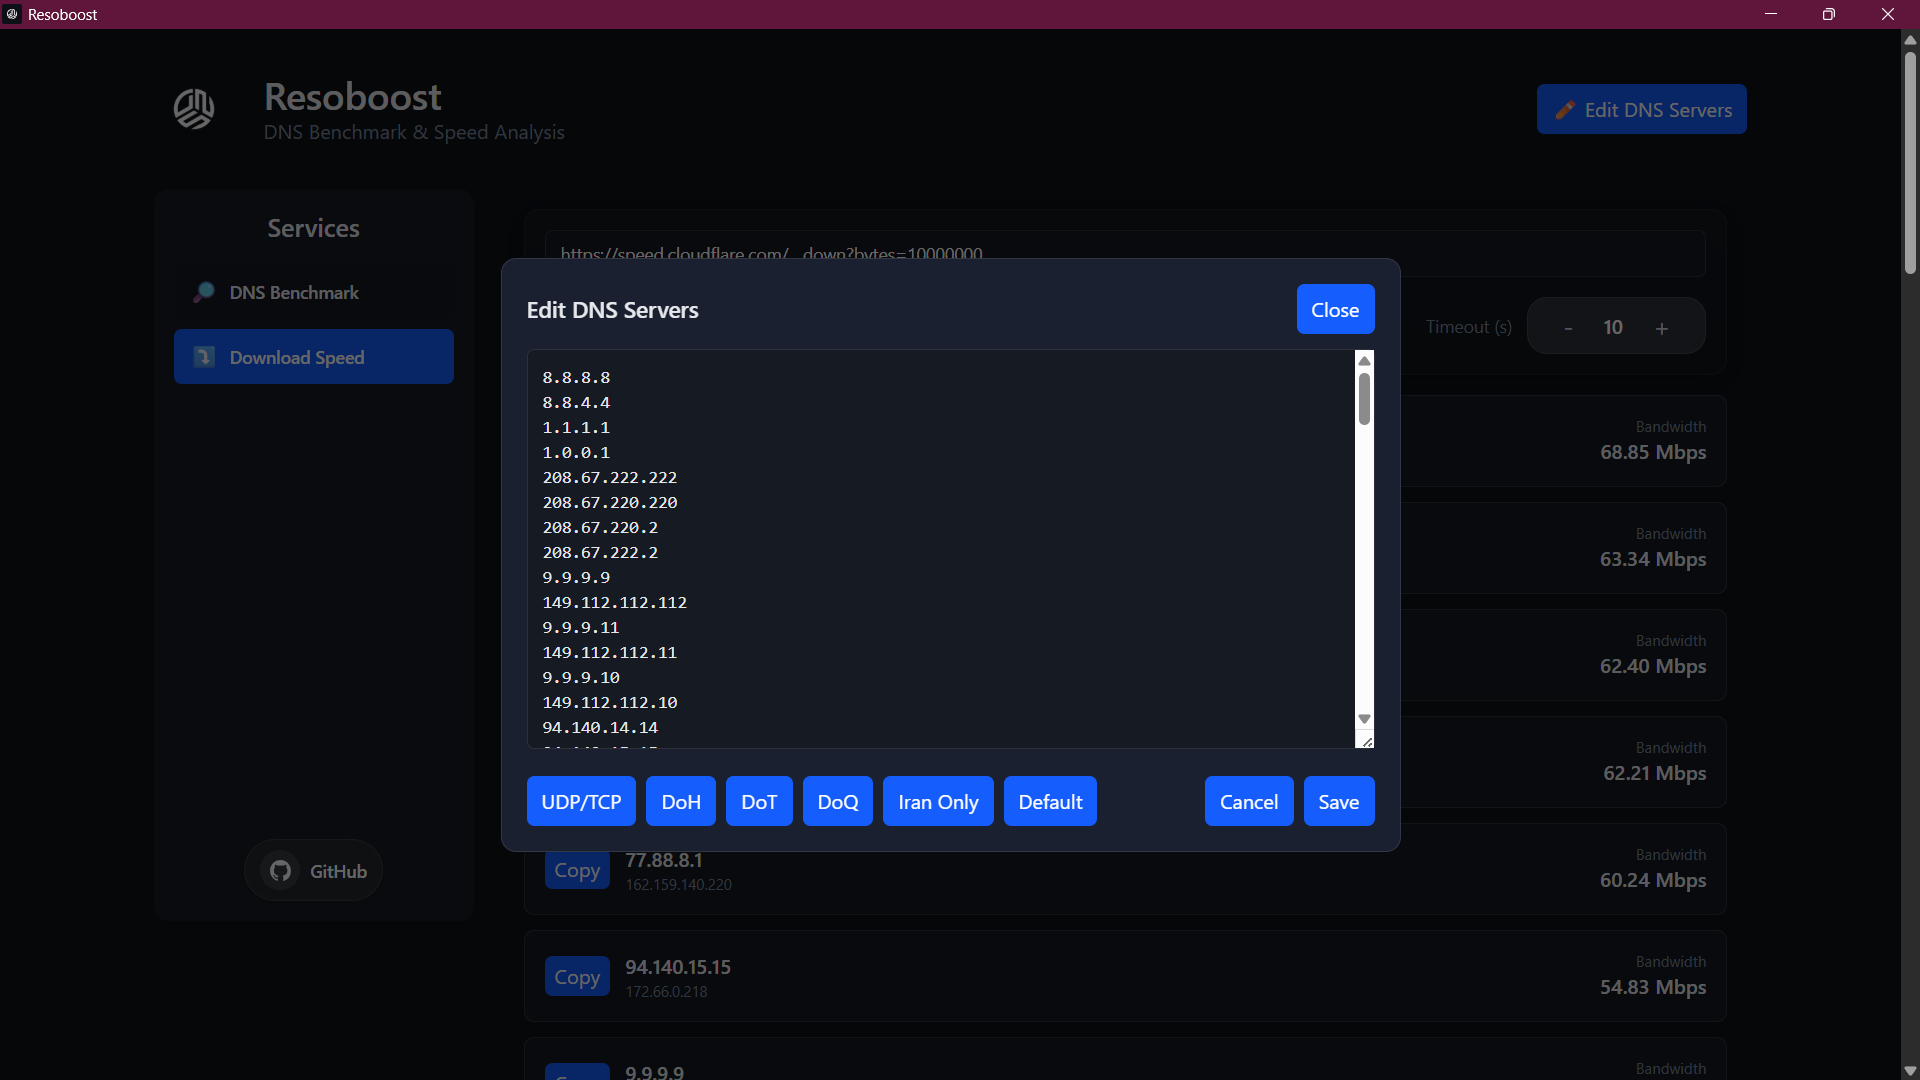 Resoboost
Resoboost
DNS Benchmark & Speed Analysis
Edit DNS Servers
Services
DNS Benchmark
Download Speed
GitHub
https://speed.cloudflare.com/__down?bytes=10000000
Timeout (s)
-
10
+
Edit DNS Servers
Close
8.8.8.8
8.8.4.4
1.1.1.1
1.0.0.1
208.67.222.222
208.67.220.220
208.67.220.2
208.67.222.2
9.9.9.9
149.112.112.112
9.9.9.11
149.112.112.11
9.9.9.10
149.112.112.10
94.140.14.14
UDP/TCP
DoH
DoT
DoQ
Iran Only
Default
Cancel
Save
Bandwidth
68.85 Mbps
Bandwidth
63.34 Mbps
Bandwidth
62.40 Mbps
Bandwidth
62.21 Mbps
Copy
77.88.8.1
162.159.140.220
Bandwidth
60.24 Mbps
Copy
94.140.15.15
172.66.0.218
Bandwidth
54.83 Mbps
9.9.9.9
Bandwidth